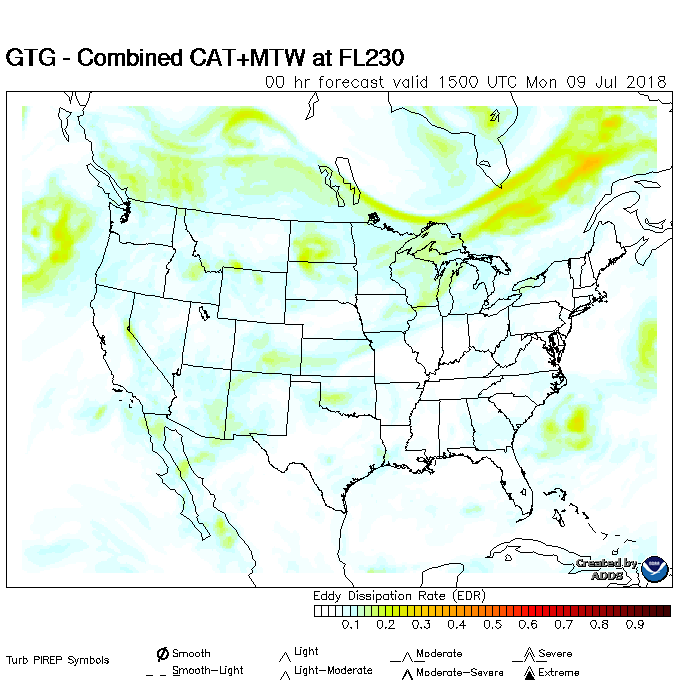 GTG - Combined CAT+MTW at FL230
00 hr forecast valid 1500 UTC Mon 09 Jul 2018
Created by
ADDS
Eddy Dissipation Rate (EDR)
0.1 0.2 0.3 0.4 0.5 0.6 0.7 0.8 0.9
Turb PIREP Symbols
Smooth Light Moderate Severe
Smooth-Light Light-Moderate Moderate-Severe Extreme